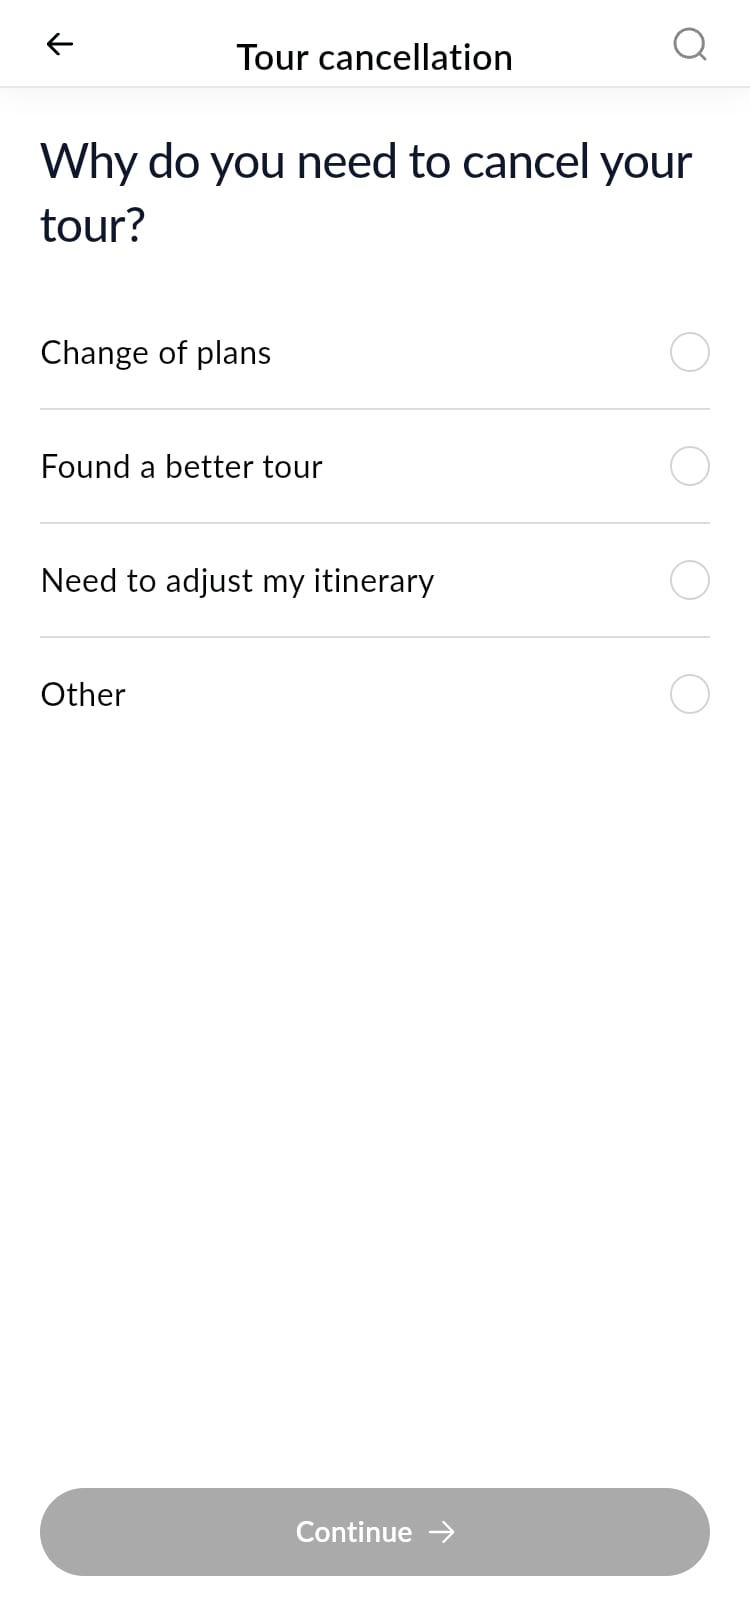 Tour cancellation
Why do you need to cancel your
tour?
Change of plans
Found a better tour
Need to adjust my itinerary
Other
Continue